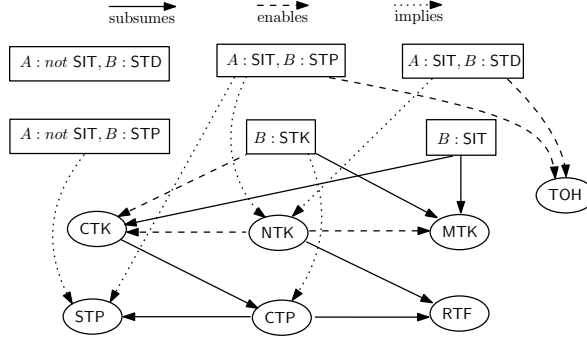 subsumes enables implies
A : not SIT, B : STD
A : SIT, B : STP
A : SIT, B : STD
A : not SIT, B : STP
B : STK
B : SIT
TOH
CTK
NTK
MTK
STP
CTP
RTF